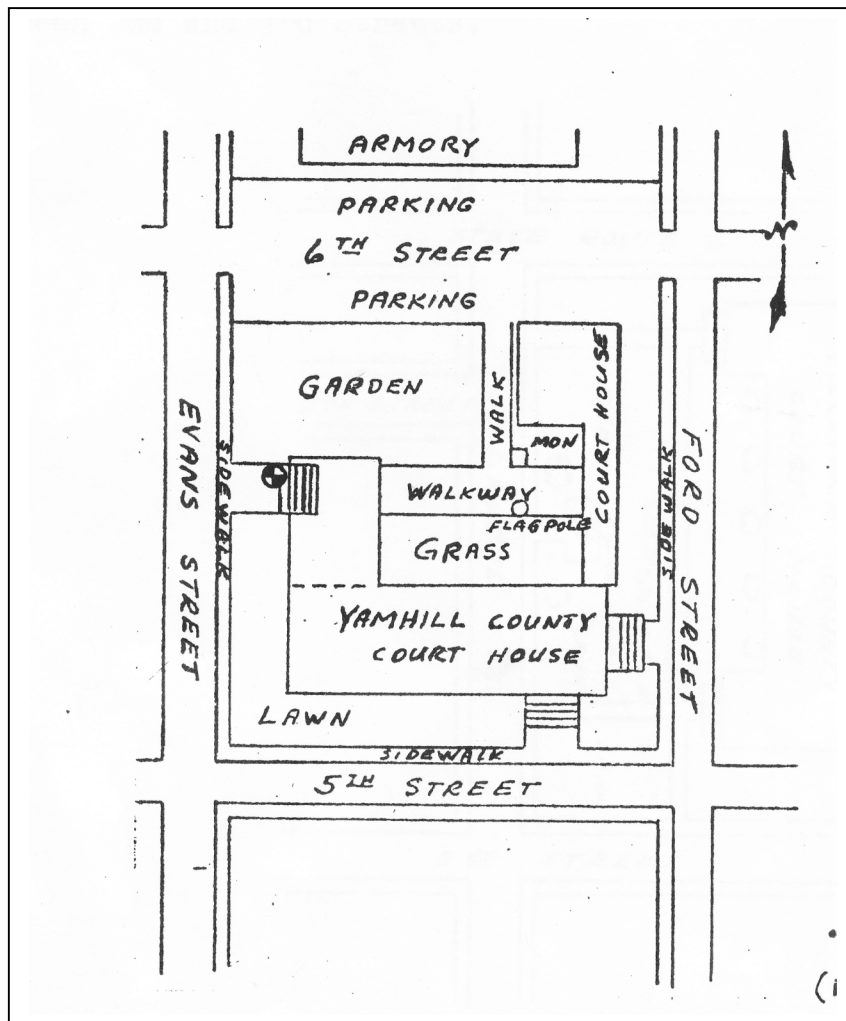 ARMORY
PARKING
6TH STREET
PARKING
GARDEN
WALK
COURT HOUSE
MON
EVANS STREET
SIDEWALK
WALKWAY
FLAGPOLE
GRASS
SIDEWALK
FORD STREET
N
YAMHILL COUNTY
COURT HOUSE
LAWN
SIDEWALK
5TH STREET